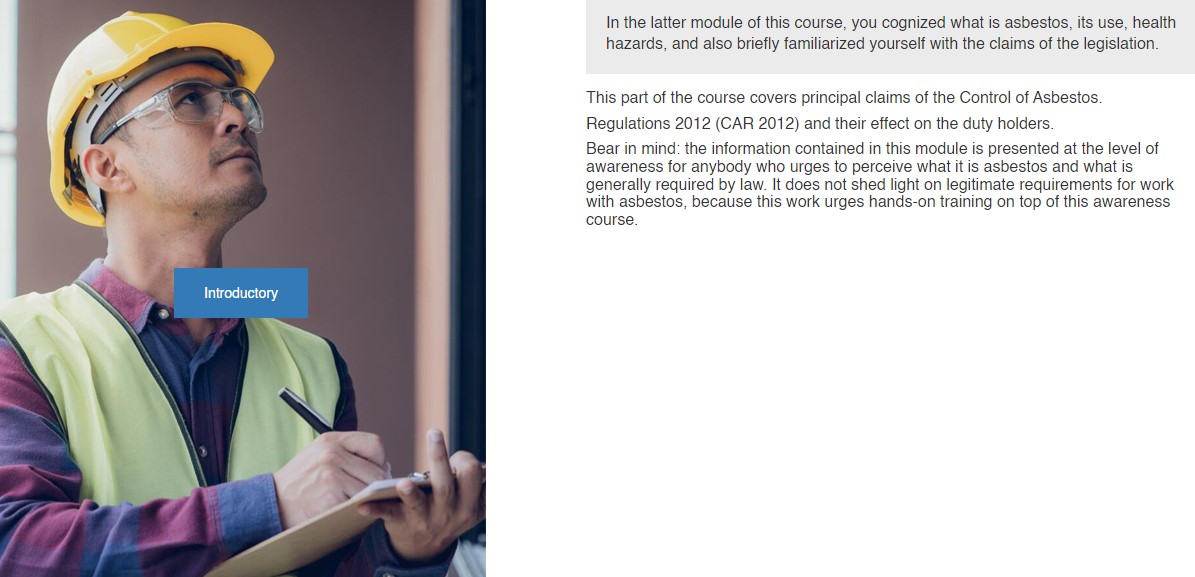 In the latter module of this course, you cognized what is asbestos, its use, health
hazards, and also briefly familiarized yourself with the claims of the legislation.
This part of the course covers principal claims of the Control of Asbestos.
Regulations 2012 (CAR 2012) and their effect on the duty holders.
Bear in mind: the information contained in this module is presented at the level of
awareness for anybody who urges to perceive what it is asbestos and what is
generally required by law. It does not shed light on legitimate requirements for work
with asbestos, because this work urges hands-on training on top of this awareness
course.
Introductory